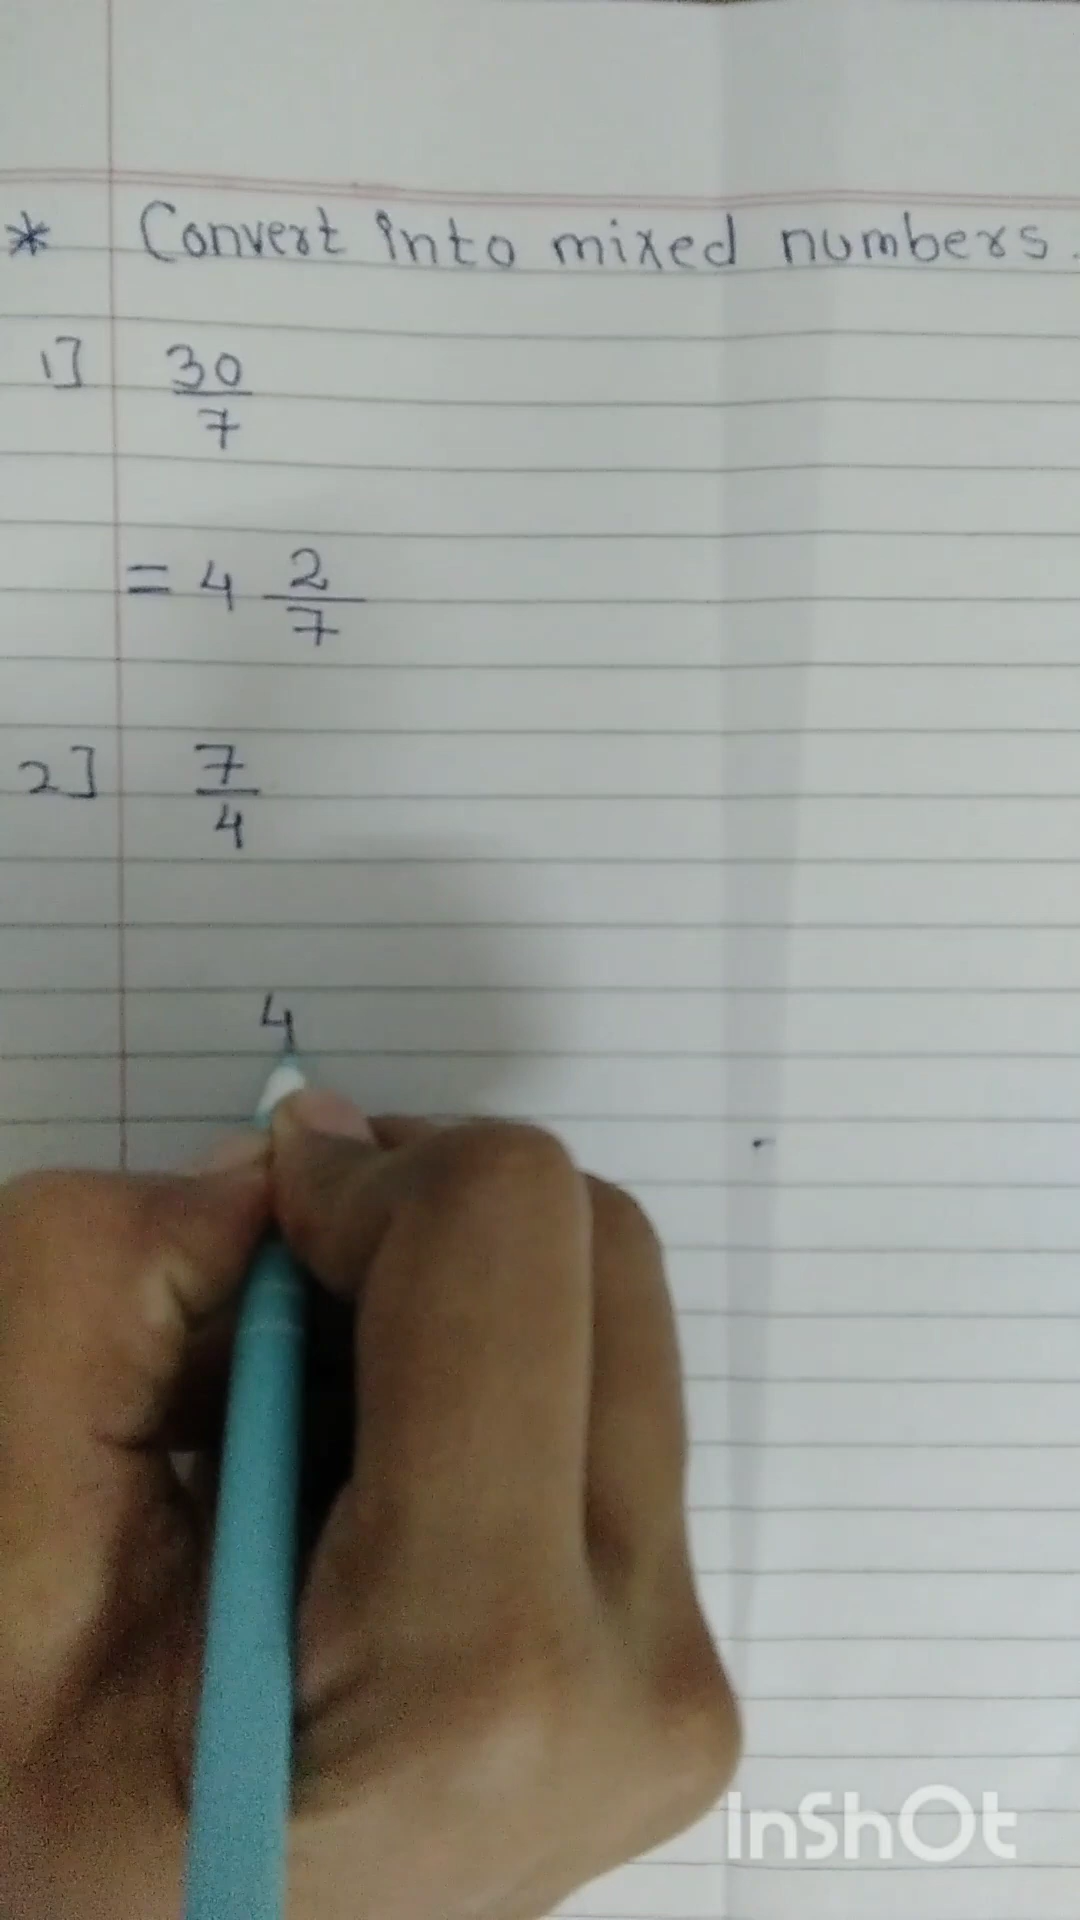 * Convert into mixed numbers.
1] 30/7
= 4 2/7
2] 7/4
4
InShOt